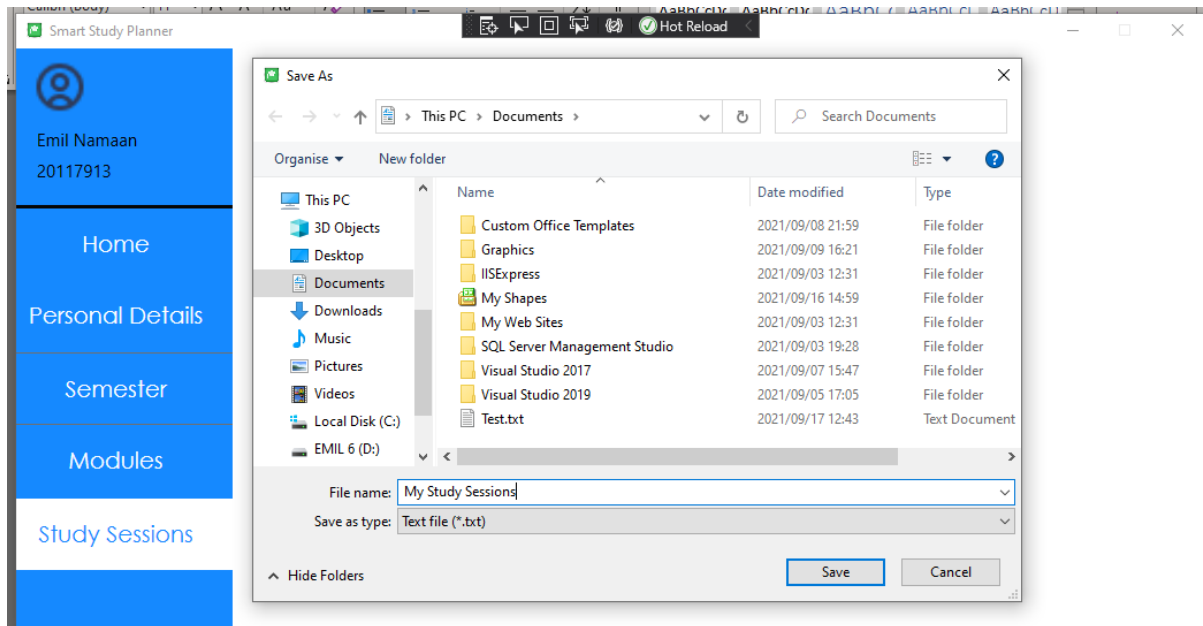 Calibri (Body)
AaBbCcDc AaBbCcDc AaBbC AaBbCcL AaBbCcD
Smart Study Planner
Hot Reload
Save As
Emil Namaan
20117913
This PC > Documents >
Search Documents
Organise
New folder
Home
Personal Details
Semester
Modules
Study Sessions
This PC
3D Objects
Desktop
Documents
Downloads
Music
Pictures
Videos
Local Disk (C:)
EMIL 6 (D:)
Name Date modified Type
Custom Office Templates 2021/09/08 21:59 File folder
Graphics 2021/09/09 16:21 File folder
IISExpress 2021/09/03 12:31 File folder
My Shapes 2021/09/16 14:59 File folder
My Web Sites 2021/09/03 12:31 File folder
SQL Server Management Studio 2021/09/03 19:28 File folder
Visual Studio 2017 2021/09/07 15:47 File folder
Visual Studio 2019 2021/09/05 17:05 File folder
Test.txt 2021/09/17 12:43 Text Document
File name: My Study Sessions
Save as type: Text file (*.txt)
Hide Folders
Save
Cancel